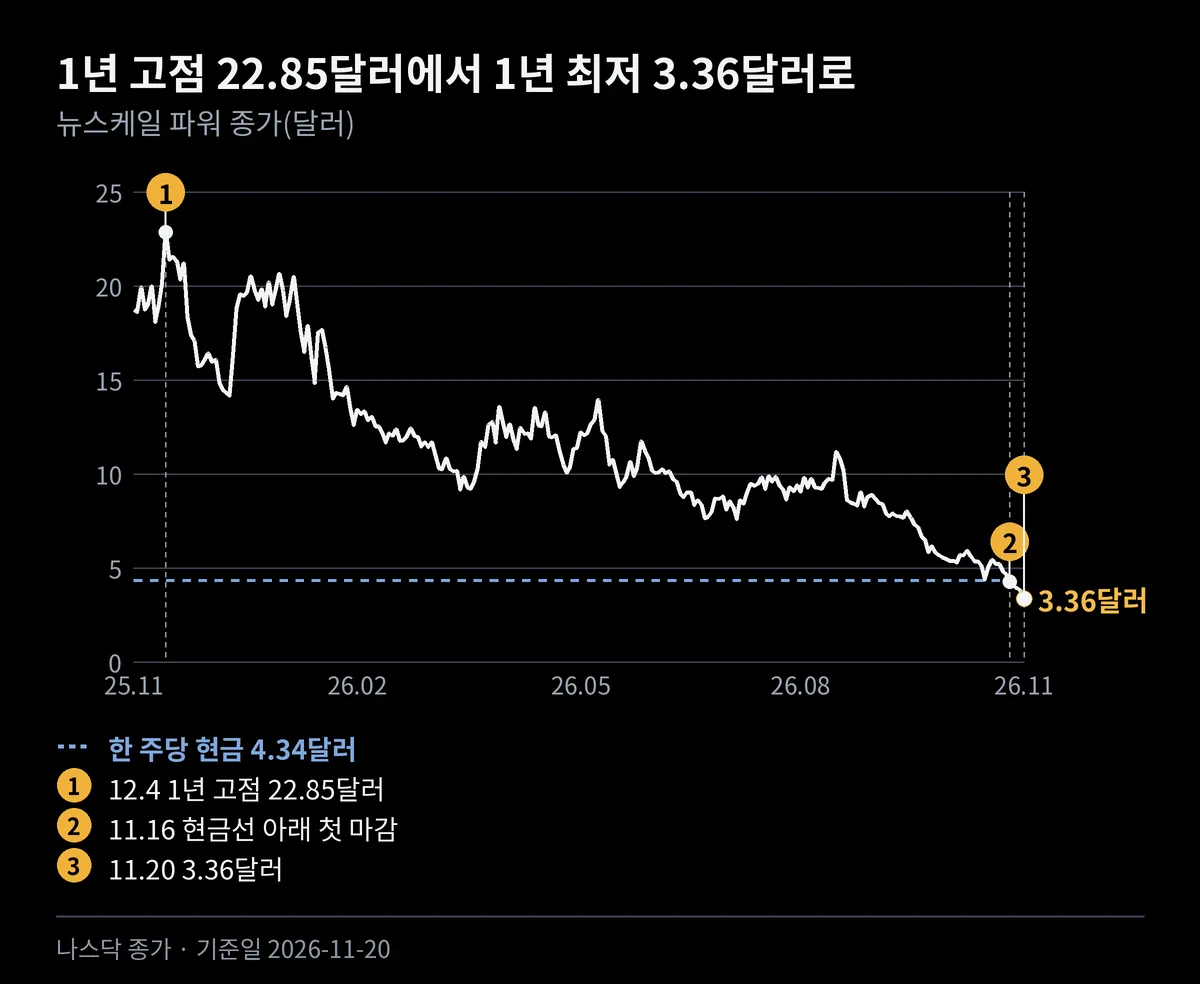 1년 고점 22.85달러에서 1년 최저 3.36달러로
뉴스케일 파워 종가(달러)
25
1
20
15
10
3
2
5
3.36달러
0
25.11 26.02 26.05 26.08 26.11
한 주당 현금 4.34달러
1 12.4 1년 고점 22.85달러
2 11.16 현금선 아래 첫 마감
3 11.20 3.36달러
나스닥 종가 · 기준일 2026-11-20